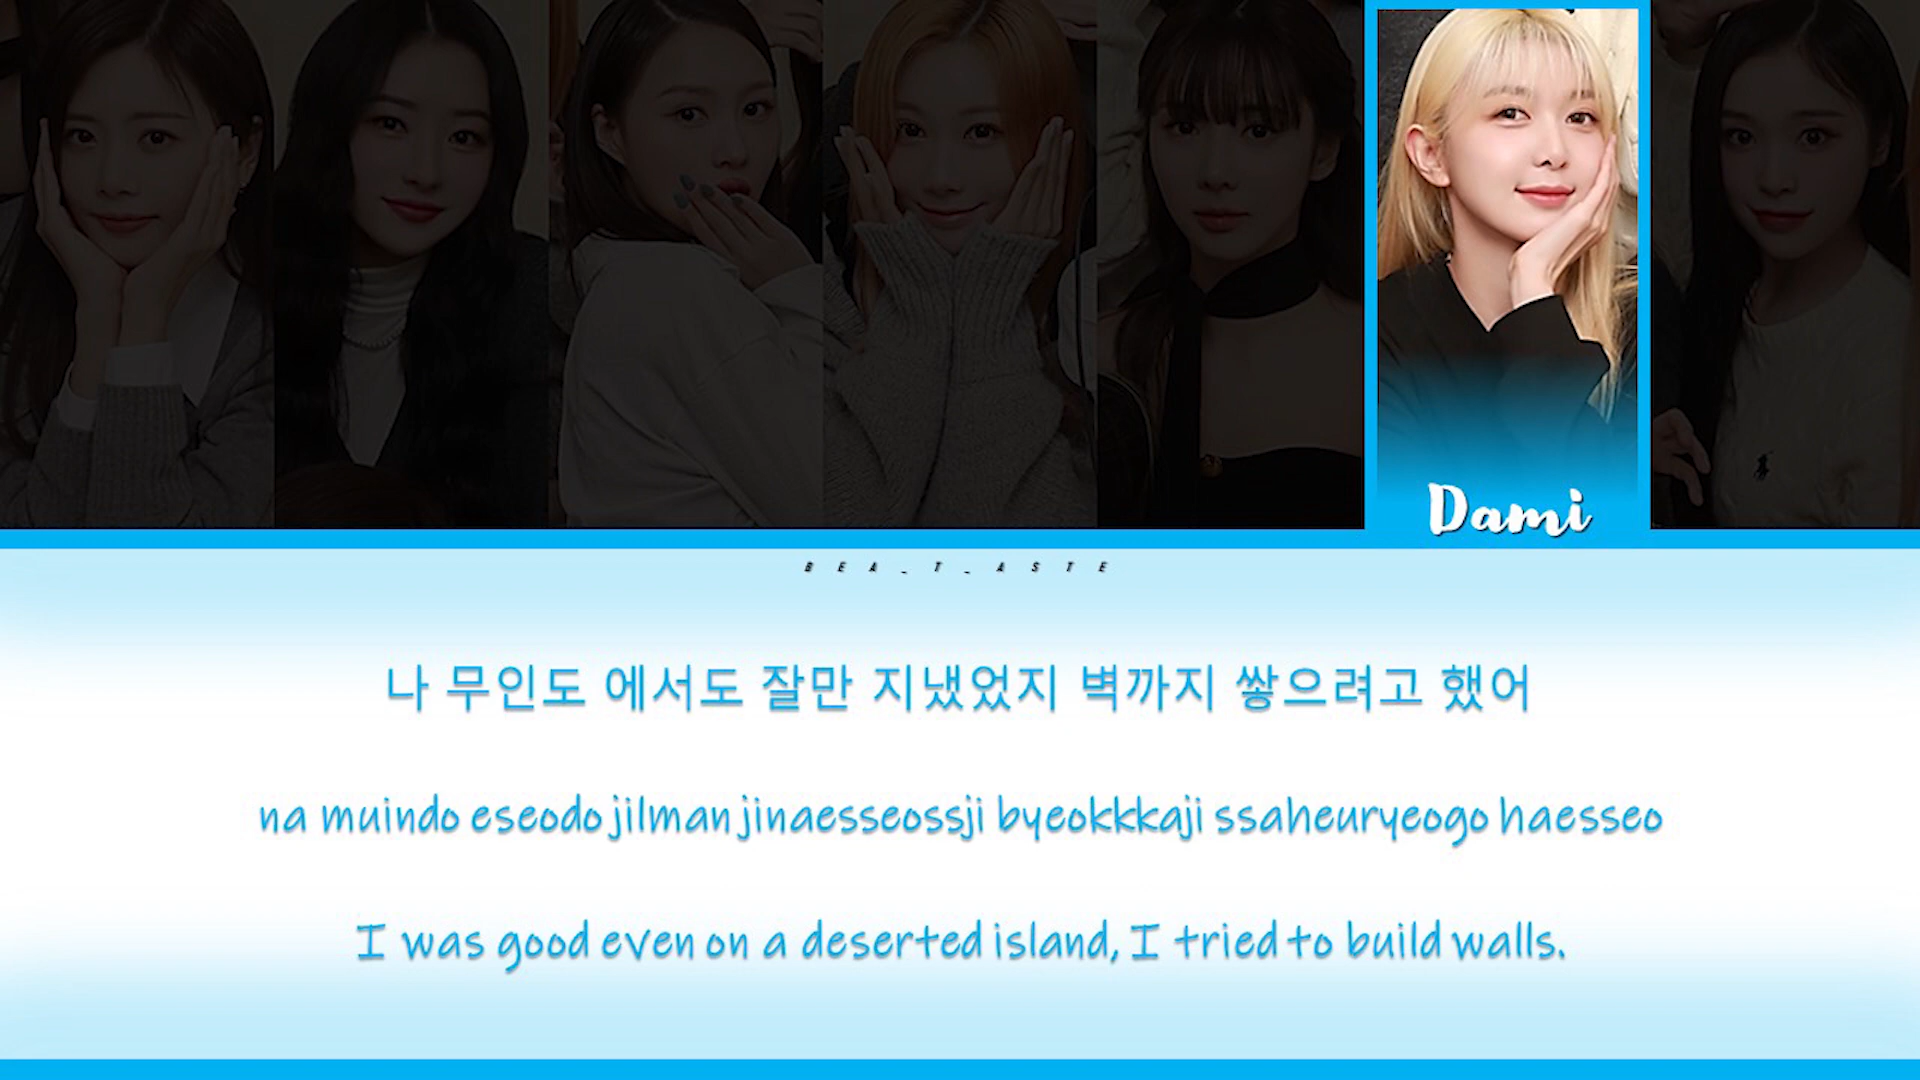 Dami
BEA_T_ASTE
나 무인도 에서도 잘만 지냈었지 벽까지 쌓으려고 했어
na muindo eseodo jilman jinaesseossji byeokkkaji ssaheuryeogo haesseo
I was good even on a deserted island, I tried to build walls.